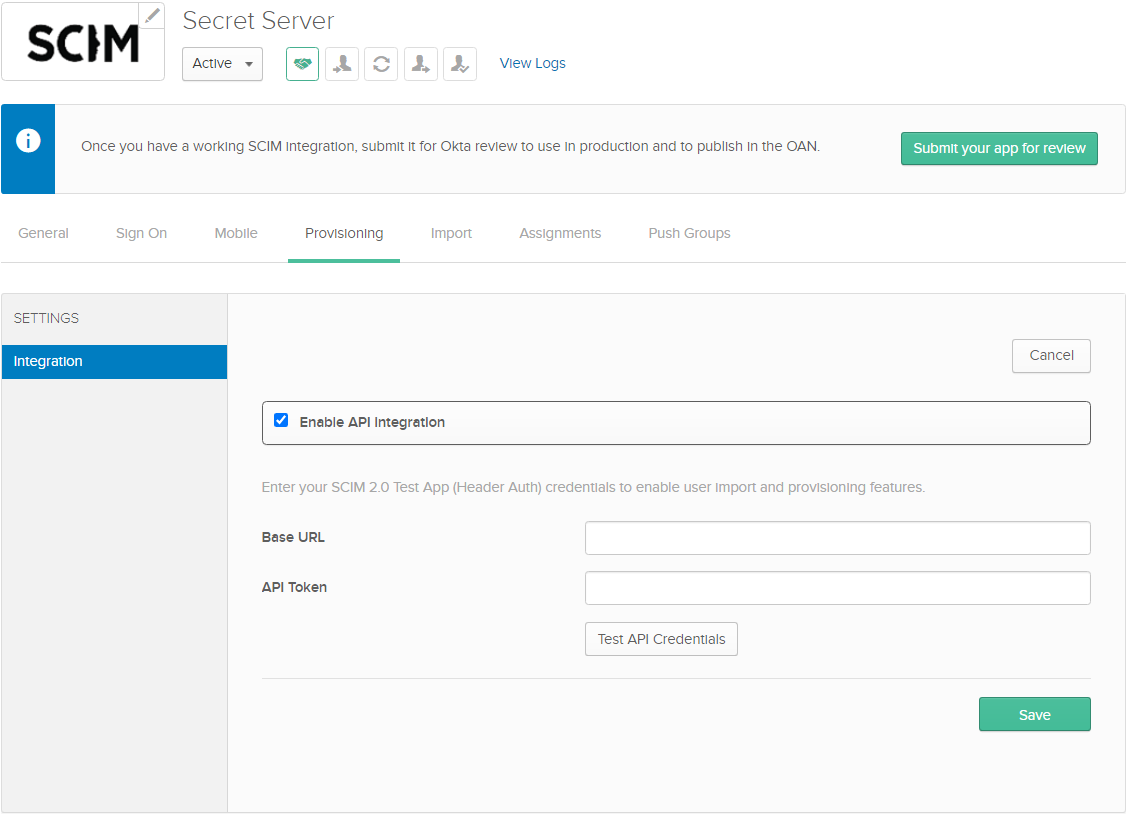 SCIM
Secret Server
Active
View Logs
i
Once you have a working SCIM integration, submit it for Okta review to use in production and to publish in the OAN.
Submit your app for review
General Sign On Mobile Provisioning Import Assignments Push Groups
SETTINGS
Integration
Cancel
Enable API integration
Enter your SCIM 2.0 Test App (Header Auth) credentials to enable user import and provisioning features.
Base URL
API Token
Test API Credentials
Save